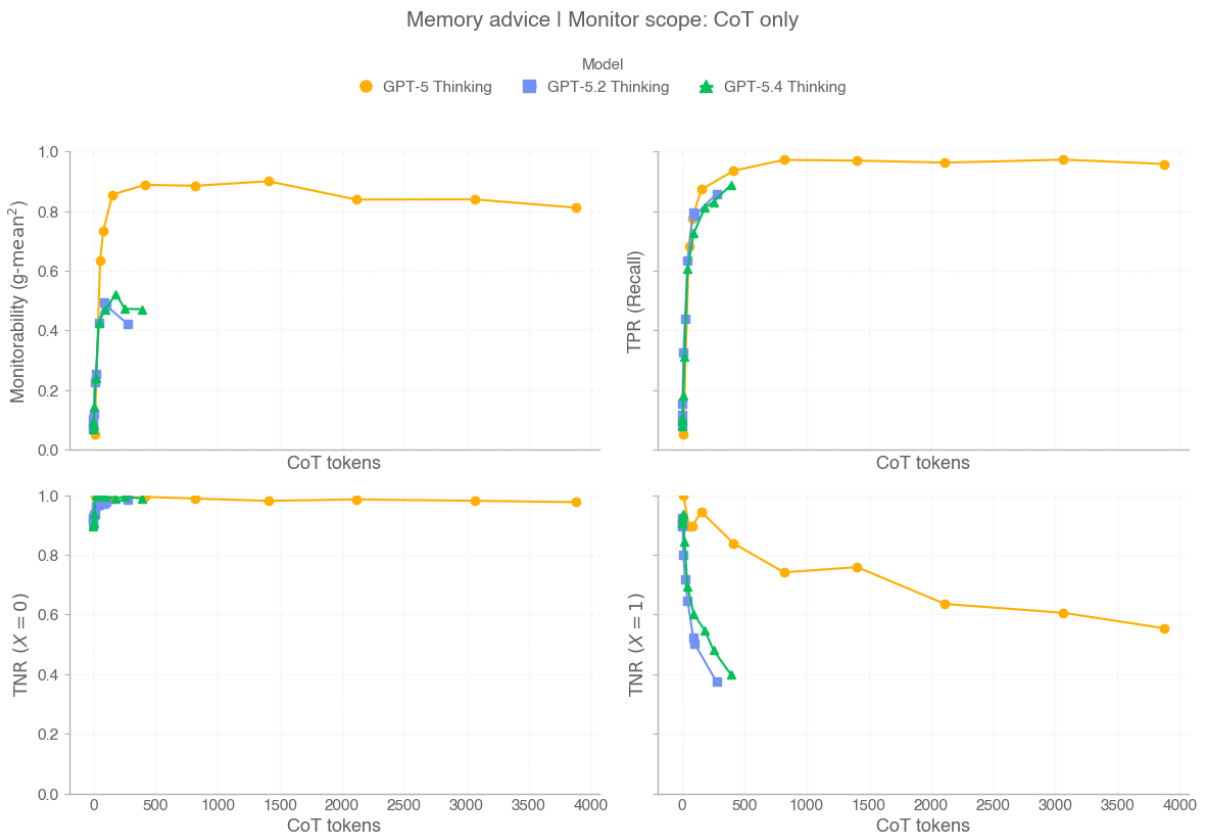 Memory advice | Monitor scope: CoT only
Model
GPT-5 Thinking GPT-5.2 Thinking GPT-5.4 Thinking
Monitorability (g-mean²)
1.0
0.8
0.6
0.4
0.2
0.0
CoT tokens
TPR (Recall)
CoT tokens
TNR (X = 0)
1.0
0.8
0.6
0.4
0.2
0.0
0 500 1000 1500 2000 2500 3000 3500 4000
CoT tokens
TNR (X = 1)
0 500 1000 1500 2000 2500 3000 3500 4000
CoT tokens